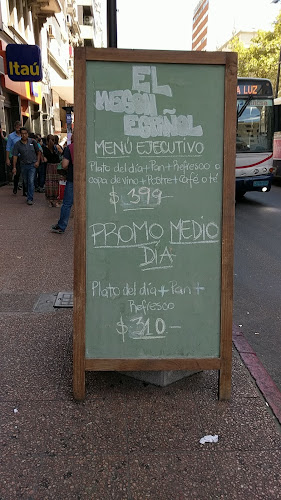 Itaú
EL
MESÓN
ESPAÑOL
MENÚ EJECUTIVO
Plato del día + Pan + Refresco o
copa de vino + Postre + Café o té
$ 399-
PROMO MEDIO
DÍA
Plato del día + Pan +
Refresco
$ 310-
A LUZ